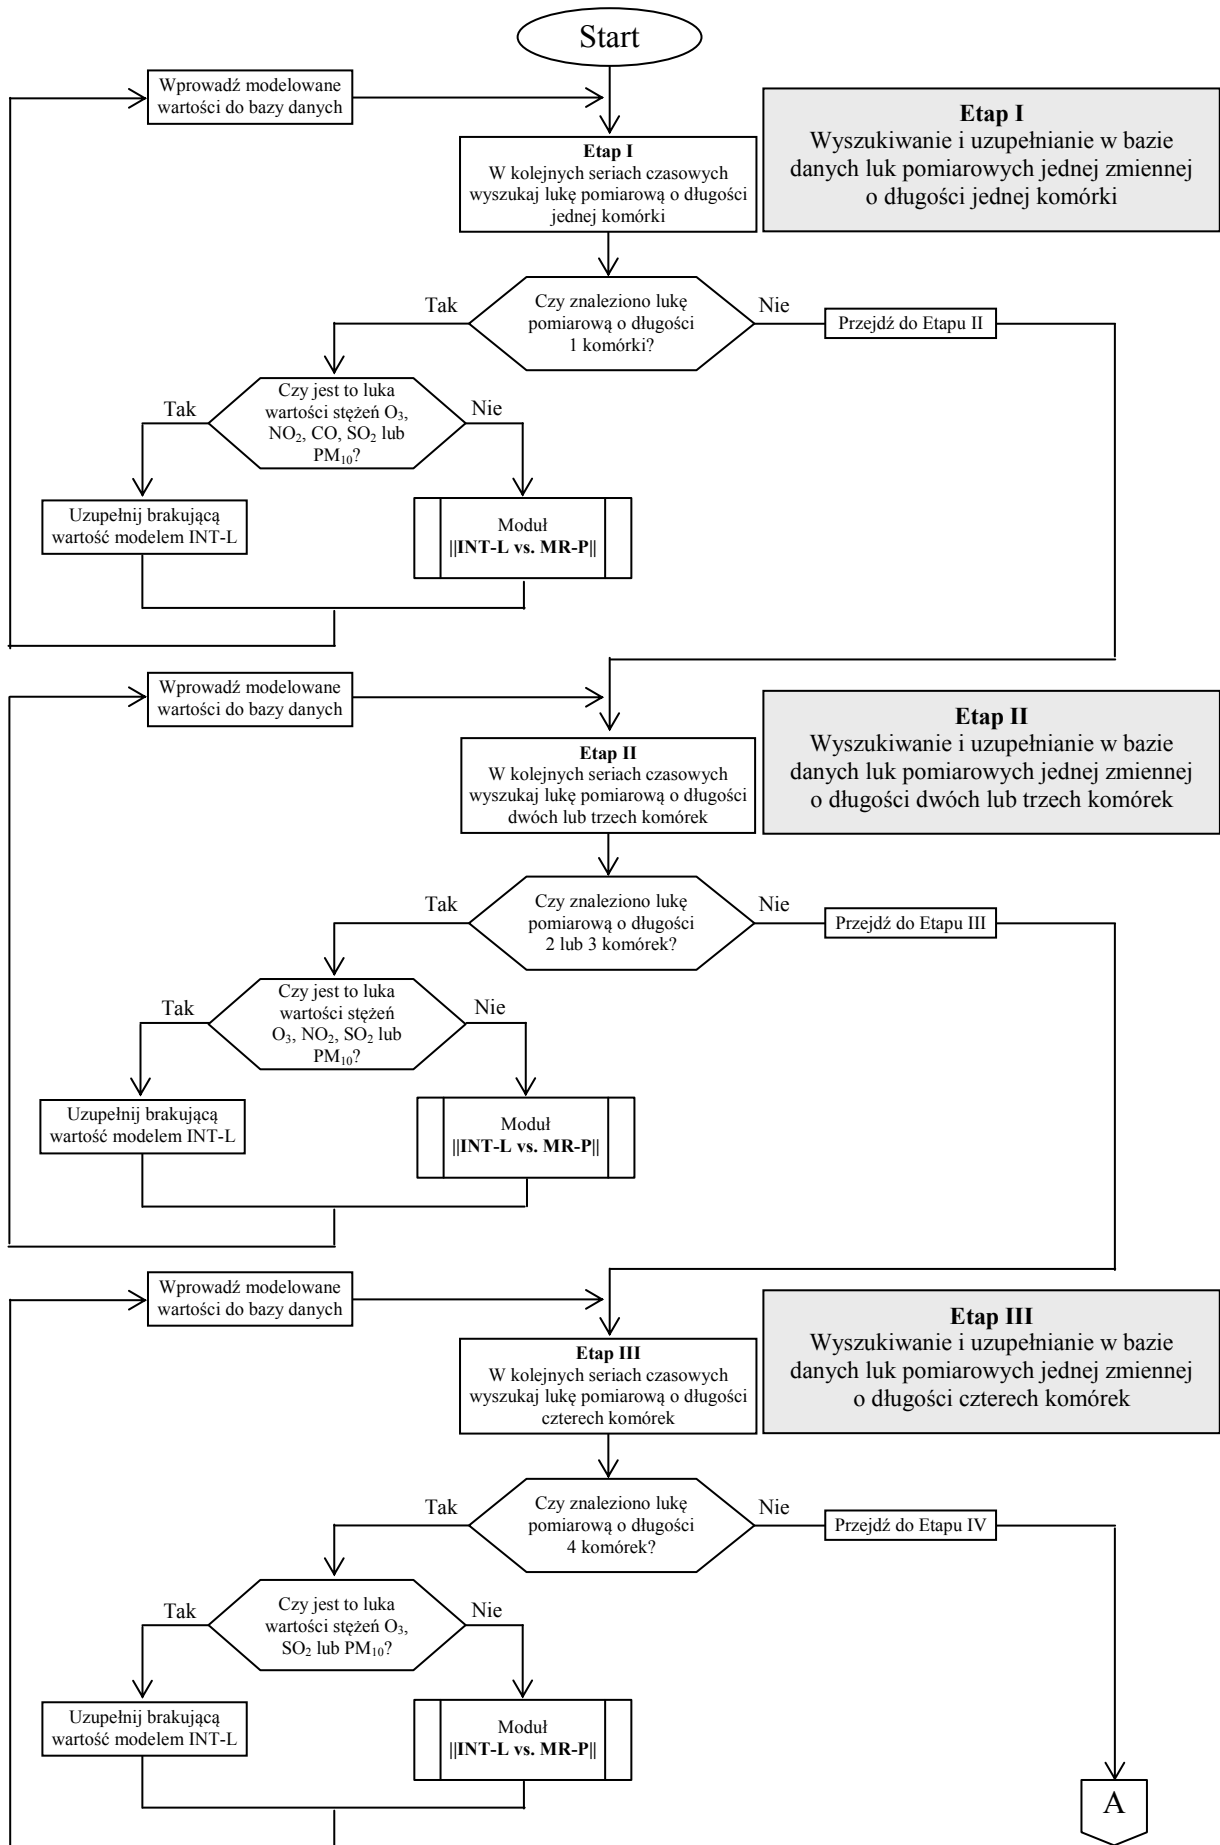 Start
Wprowadź modelowane
wartości do bazy danych
Etap I
Wyszukiwanie i uzupełnianie w bazie
danych luk pomiarowych jednej zmiennej
o długości jednej komórki
Etap I
W kolejnych seriach czasowych
wyszukaj lukę pomiarową o długości
jednej komórki
Tak
Czy znaleziono lukę
pomiarową o długości
1 komórki?
Nie
Przejdź do Etapu II
Tak
Czy jest to luka
wartości stężeń O₃,
NO₂, CO, SO₂ lub
PM₁₀?
Nie
Uzupełnij brakującą
wartość modelem INT-L
Moduł
||INT-L vs. MR-P||
Wprowadź modelowane
wartości do bazy danych
Etap II
Wyszukiwanie i uzupełnianie w bazie
danych luk pomiarowych jednej zmiennej
o długości dwóch lub trzech komórek
Etap II
W kolejnych seriach czasowych
wyszukaj lukę pomiarową o długości
dwóch lub trzech komórek
Tak
Czy znaleziono lukę
pomiarową o długości
2 lub 3 komórek?
Nie
Przejdź do Etapu III
Tak
Czy jest to luka
wartości stężeń
O₃, NO₂, SO₂ lub
PM₁₀?
Nie
Uzupełnij brakującą
wartość modelem INT-L
Moduł
||INT-L vs. MR-P||
Wprowadź modelowane
wartości do bazy danych
Etap III
Wyszukiwanie i uzupełnianie w bazie
danych luk pomiarowych jednej zmiennej
o długości czterech komórek
Etap III
W kolejnych seriach czasowych
wyszukaj lukę pomiarową o długości
czterech komórek
Tak
Czy znaleziono lukę
pomiarową o długości
4 komórek?
Nie
Przejdź do Etapu IV
Tak
Czy jest to luka
wartości stężeń O₃,
SO₂ lub PM₁₀?
Nie
Uzupełnij brakującą
wartość modelem INT-L
Moduł
||INT-L vs. MR-P||
A